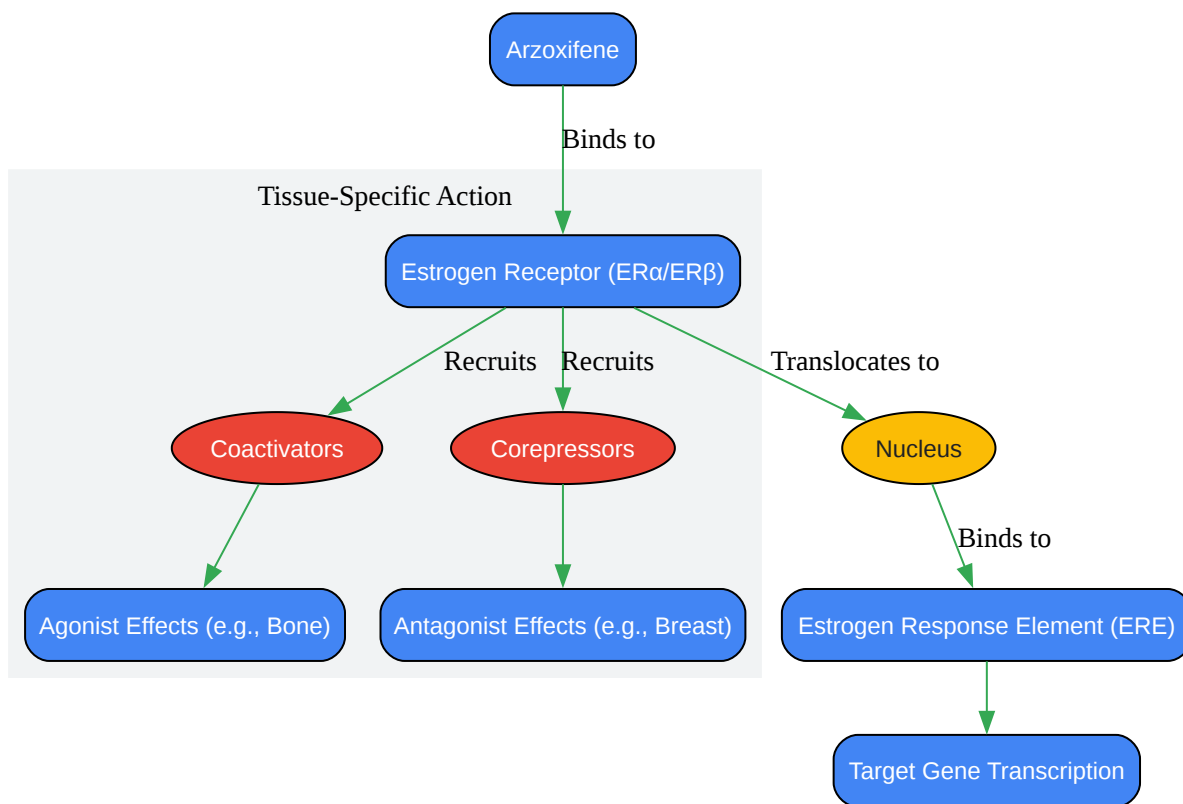 Arzoxifene
Binds to
Tissue-Specific Action
Estrogen Receptor (ERα/ERβ)
Recruits
Recruits
Translocates to
Coactivators
Corepressors
Nucleus
Binds to
Agonist Effects (e.g., Bone)
Antagonist Effects (e.g., Breast)
Estrogen Response Element (ERE)
Target Gene Transcription